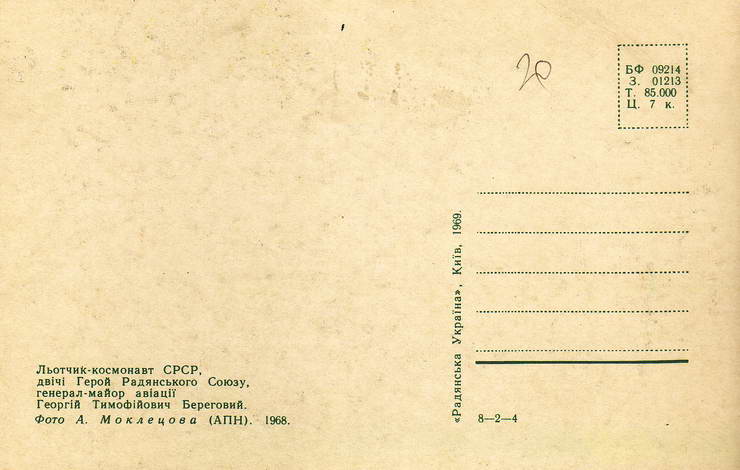 20
БФ 09214
З. 01213
Т. 85.000
Ц. 7 к.
«Радянська Україна», Київ, 1969.
Льотчик-космонавт СРСР,
двічі Герой Радянського Союзу,
генерал-майор авіації
Георгій Тимофійович Береговий.
Фото А. Моклецова (АПН). 1968.
8—2—4